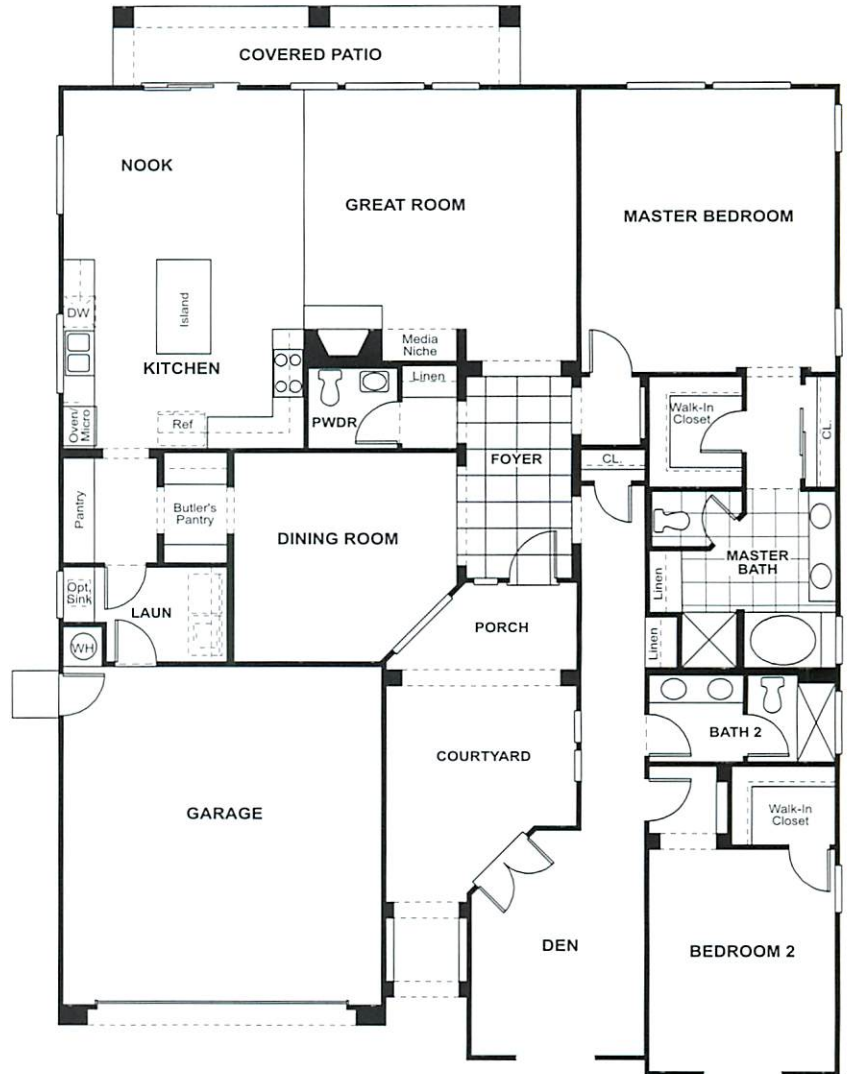 COVERED PATIO
NOOK
GREAT ROOM
MASTER BEDROOM
DW
Island
KITCHEN
Media
Niche
Linen
Oven/
Micro
Ref
PWDR
Walk-In
Closet
CL.
FOYER
CL.
Pantry
Butler's
Pantry
DINING ROOM
MASTER
BATH
Linen
Opt.
Sink
LAUN
WH
PORCH
Linen
BATH 2
COURTYARD
GARAGE
Walk-In
Closet
DEN
BEDROOM 2